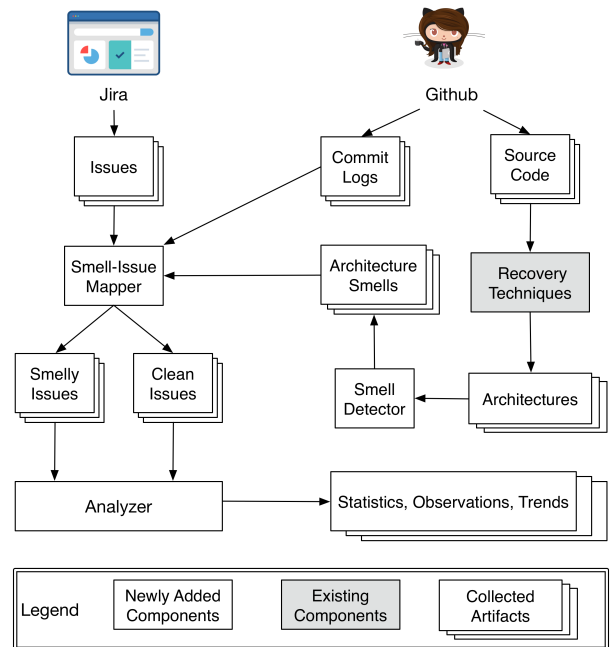 Jira
Github
Issues
Commit
Logs
Source
Code
Smell-Issue
Mapper
Architecture
Smells
Recovery
Techniques
Smelly
Issues
Clean
Issues
Smell
Detector
Architectures
Analyzer
Statistics, Observations, Trends
Legend
Newly Added
Components
Existing
Components
Collected
Artifacts